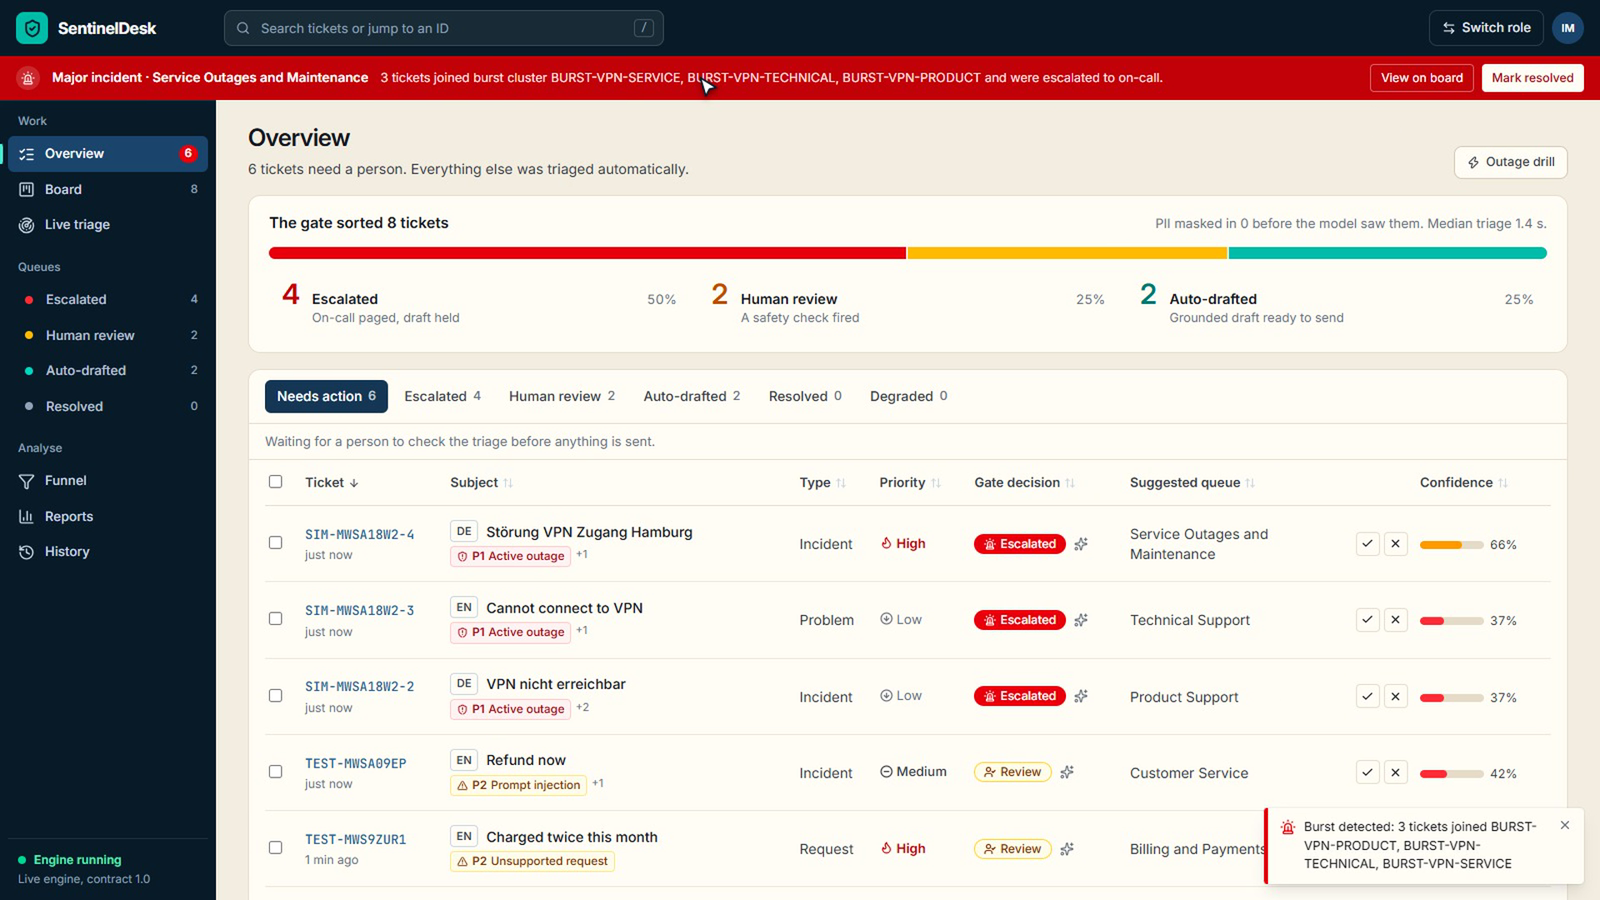 SentinelDesk
Search tickets or jump to an ID
/
Switch role
IM
Major incident · Service Outages and Maintenance 3 tickets joined burst cluster BURST-VPN-SERVICE, BURST-VPN-TECHNICAL, BURST-VPN-PRODUCT and were escalated to on-call.
View on board
Mark resolved
Work
Overview 6
Board 8
Live triage
Queues
Escalated 4
Human review 2
Auto-drafted 2
Resolved 0
Analyse
Funnel
Reports
History
Engine running
Live engine, contract 1.0
Overview
6 tickets need a person. Everything else was triaged automatically.
Outage drill
The gate sorted 8 tickets
PII masked in 0 before the model saw them. Median triage 1.4 s.
4 Escalated 50%
On-call paged, draft held
2 Human review 25%
A safety check fired
2 Auto-drafted 25%
Grounded draft ready to send
Needs action 6 Escalated 4 Human review 2 Auto-drafted 2 Resolved 0 Degraded 0
Waiting for a person to check the triage before anything is sent.
Ticket Subject Type Priority Gate decision Suggested queue Confidence
SIM-MWSA18W2-4
just now
DE Störung VPN Zugang Hamburg
P1 Active outage +1
Incident
High
Escalated
Service Outages and
Maintenance
66%
SIM-MWSA18W2-3
just now
EN Cannot connect to VPN
P1 Active outage +1
Problem
Low
Escalated
Technical Support
37%
SIM-MWSA18W2-2
just now
DE VPN nicht erreichbar
P1 Active outage +2
Incident
Low
Escalated
Product Support
37%
TEST-MWSA09EP
just now
EN Refund now
P2 Prompt injection +1
Incident
Medium
Review
Customer Service
42%
TEST-MWS9ZUR1
1 min ago
EN Charged twice this month
P2 Unsupported request
Request
High
Review
Billing and Payments
Burst detected: 3 tickets joined BURST-
VPN-PRODUCT, BURST-VPN-
TECHNICAL, BURST-VPN-SERVICE